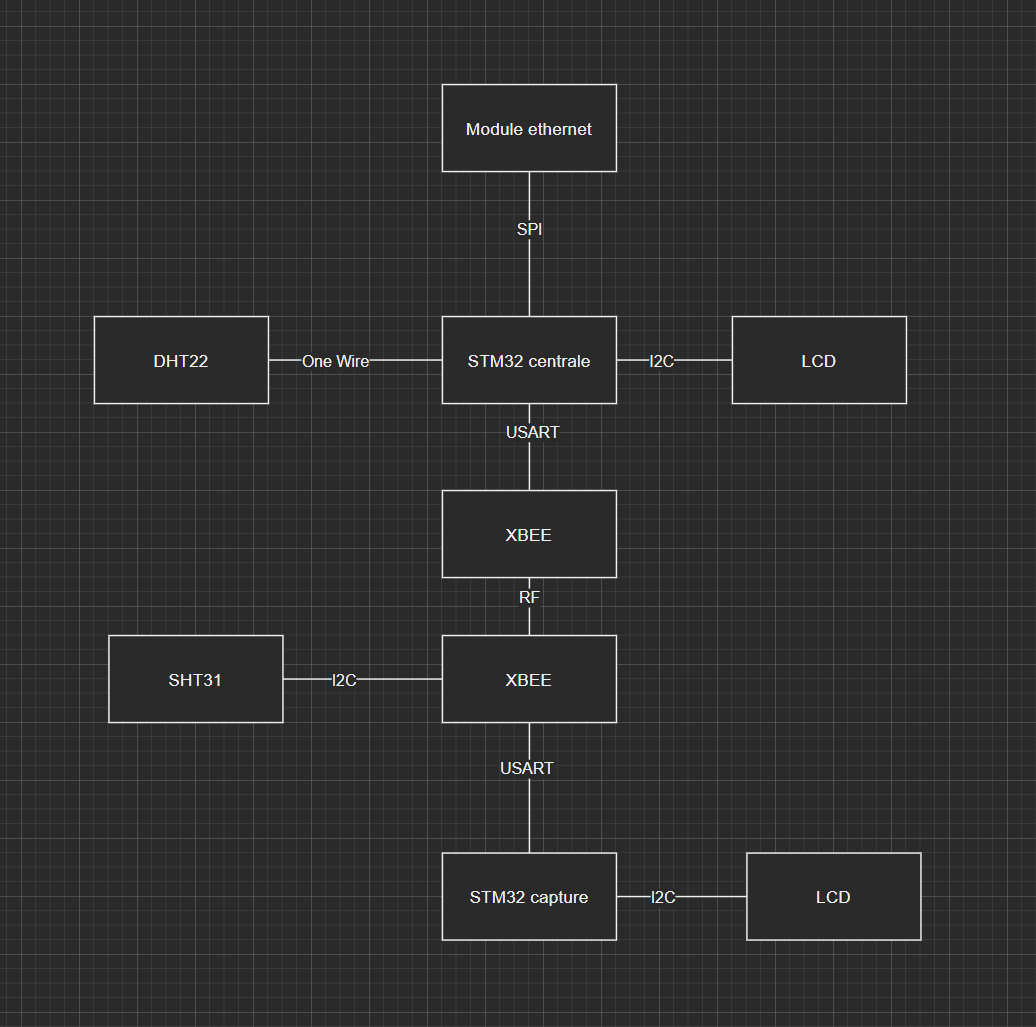 Module ethernet
SPI
DHT22
One Wire
STM32 centrale
I2C
LCD
USART
XBEE
RF
SHT31
I2C
XBEE
USART
STM32 capture
I2C
LCD